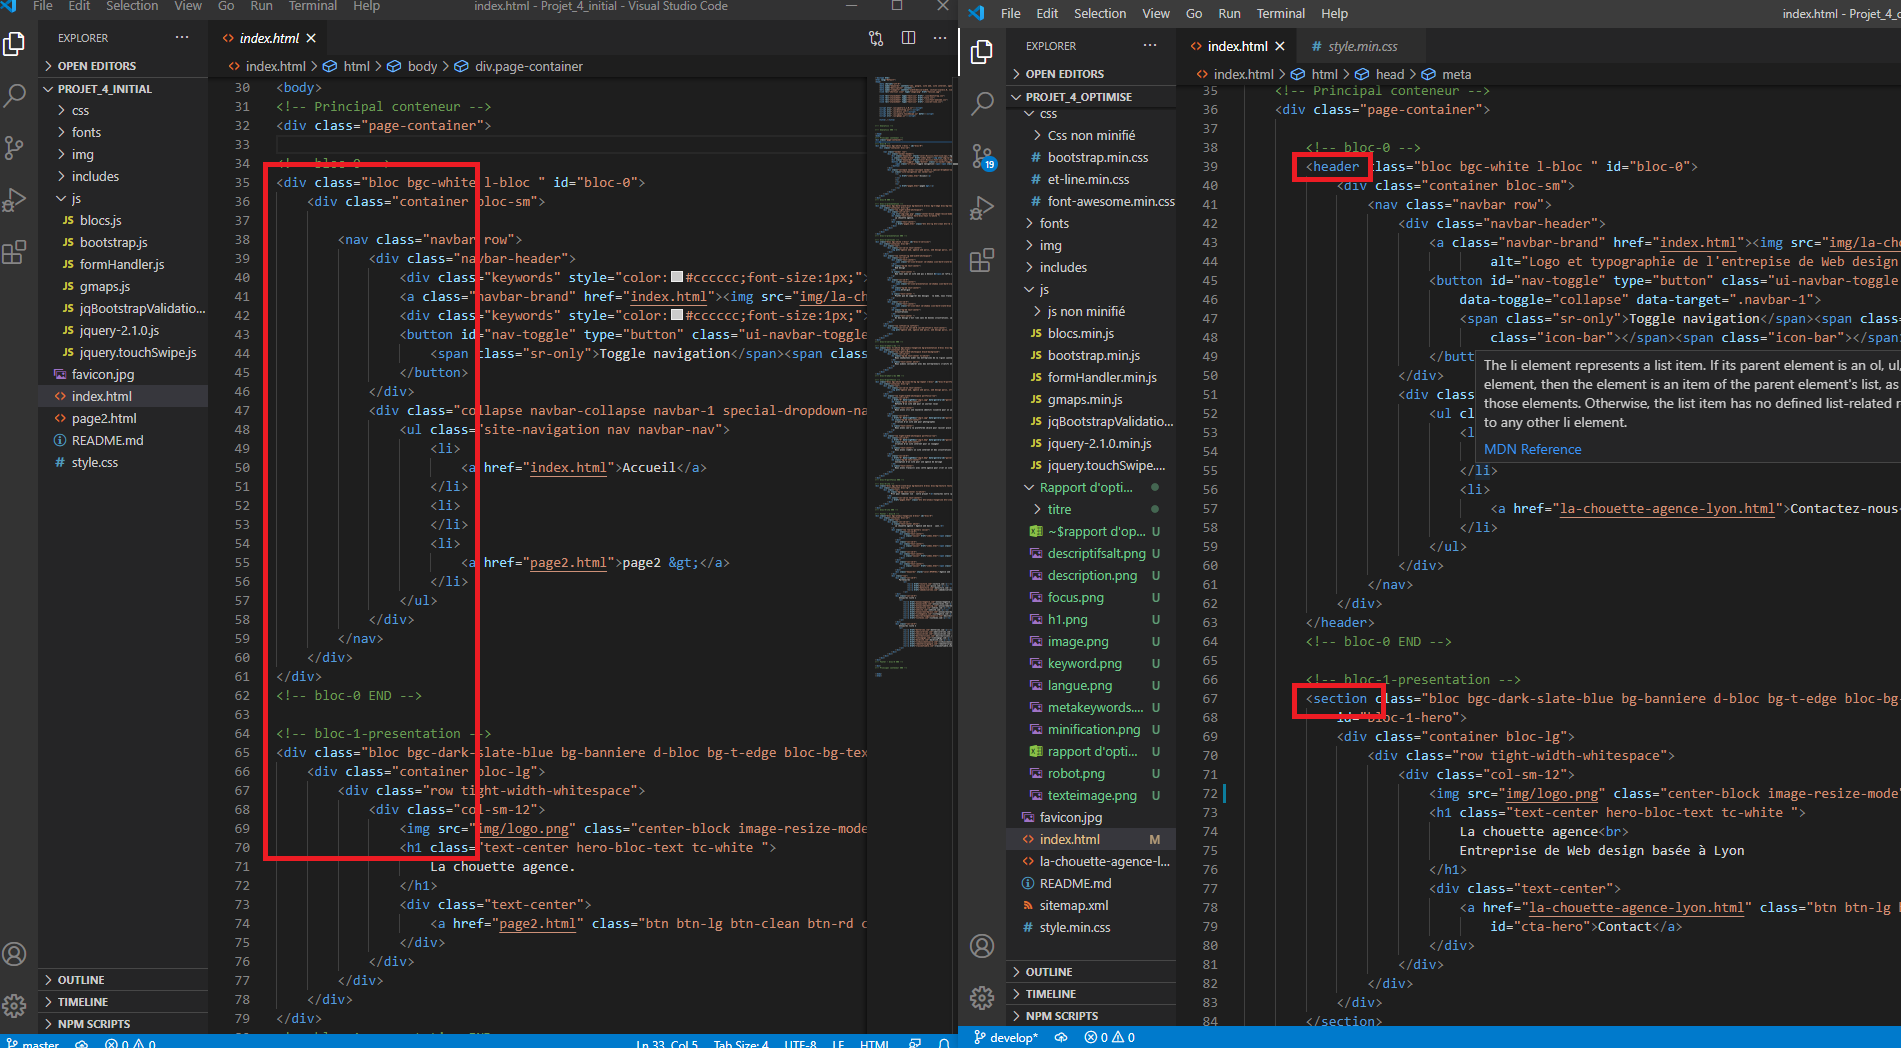 File Edit Selection View Go Run Terminal Help index.html - Projet_4_initial - Visual Studio Code
EXPLORER ···
OPEN EDITORS
PROJET_4_INITIAL
css
fonts
img
includes
js
JS blocs.js
JS bootstrap.js
JS formHandler.js
JS gmaps.js
JS jqBootstrapValidatio...
JS jquery-2.1.0.js
JS jquery.touchSwipe.js
favicon.jpg
index.html
page2.html
README.md
# style.css
OUTLINE
TIMELINE
NPM SCRIPTS
index.html
index.html > html > body > div.page-container
30 <body>
31 <!-- Principal conteneur -->
32 <div class="page-container">
33
34
35 <div class="bloc bgc-white l-bloc " id="bloc-0">
36 <div class="container bloc-sm">
37
38 <nav class="navbar row">
39 <div class="navbar-header">
40 <div class="keywords" style="color:#cccccc;font-size:1px;">
41 <a class="navbar-brand" href="index.html"><img src="img/la-ch
42 <div class="keywords" style="color:#cccccc;font-size:1px;">
43 <button id="nav-toggle" type="button" class="ui-navbar-toggle
44 <span class="sr-only">Toggle navigation</span><span class
45 </button>
46 </div>
47 <div class="collapse navbar-collapse navbar-1 special-dropdown-na
48 <ul class="site-navigation nav navbar-nav">
49 <li>
50 <a href="index.html">Accueil</a>
51 </li>
52 <li>
53 </li>
54 <li>
55 <a href="page2.html">page2 &gt;</a>
56 </li>
57 </ul>
58 </div>
59 </nav>
60 </div>
61 </div>
62 <!-- bloc-0 END -->
63
64 <!-- bloc-1-presentation -->
65 <div class="bloc bgc-dark-slate-blue bg-banniere d-bloc bg-t-edge bloc-bg-tex
66 <div class="container bloc-lg">
67 <div class="row tight-width-whitespace">
68 <div class="col-sm-12">
69 <img src="img/logo.png" class="center-block image-resize-mode
70 <h1 class="text-center hero-bloc-text tc-white ">
71 La chouette agence.
72 </h1>
73 <div class="text-center">
74 <a href="page2.html" class="btn btn-lg btn-clean btn-rd c
75 </div>
76 </div>
77 </div>
78 </div>
79 </div>
master 0 0 Ln 33, Col 5 Tab Size: 4 UTF-8 LF HTML
File Edit Selection View Go Run Terminal Help index.html - Projet_4_o
EXPLORER ···
OPEN EDITORS
PROJET_4_OPTIMISE
css
Css non minifié
# bootstrap.min.css
# et-line.min.css
# font-awesome.min.css
fonts
img
includes
js
js non minifié
JS blocs.min.js
JS bootstrap.min.js
JS formHandler.min.js
JS gmaps.min.js
JS jqBootstrapValidatio...
JS jquery-2.1.0.min.js
JS jquery.touchSwipe....
Rapport d'opti...
titre
~$rapport d'op... U
descriptifsalt.png U
description.png U
focus.png U
h1.png U
image.png U
keyword.png U
langue.png U
metakeywords.... U
minification.png U
rapport d'opti... U
robot.png U
texteimage.png U
favicon.jpg
index.html M
la-chouette-agence-l...
README.md
sitemap.xml
# style.min.css
OUTLINE
TIMELINE
NPM SCRIPTS
19
index.html # style.min.css
index.html > html > head > meta
35 <!-- Principal conteneur -->
36 <div class="page-container">
37
38 <!-- bloc-0 -->
39 <header class="bloc bgc-white l-bloc " id="bloc-0">
40 <div class="container bloc-sm">
41 <nav class="navbar row">
42 <div class="navbar-header">
43 <a class="navbar-brand" href="index.html"><img src="img/la-cho
44 alt="Logo et typographie de l'entrepise de Web design
45 <button id="nav-toggle" type="button" class="ui-navbar-toggle
46 data-toggle="collapse" data-target=".navbar-1">
47 <span class="sr-only">Toggle navigation</span><span class
48 class="icon-bar"></span><span class="icon-bar"></span>
49 </butt
50 </div>
51 <div class
52 <ul cl
53 <l
54
55 </li>
56 <li>
57 <a href="la-chouette-agence-lyon.html">Contactez-nous
58 </li>
59 </ul>
60 </div>
61 </nav>
62 </div>
63 </header>
64 <!-- bloc-0 END -->
65
66 <!-- bloc-1-presentation -->
67 <section class="bloc bgc-dark-slate-blue bg-banniere d-bloc bg-t-edge bloc-bg-
68 id="bloc-1-hero">
69 <div class="container bloc-lg">
70 <div class="row tight-width-whitespace">
71 <div class="col-sm-12">
72 <img src="img/logo.png" class="center-block image-resize-mode"
73 <h1 class="text-center hero-bloc-text tc-white ">
74 La chouette agence<br>
75 Entreprise de Web design basée à Lyon
76 </h1>
77 <div class="text-center">
78 <a href="la-chouette-agence-lyon.html" class="btn btn-lg b
79 id="cta-hero">Contact</a>
80 </div>
81 </div>
82 </div>
83 </div>
84 </section>
The li element represents a list item. If its parent element is an ol, ul,
element, then the element is an item of the parent element's list, as
those elements. Otherwise, the list item has no defined list-related r
to any other li element.
MDN Reference
develop* 0 0